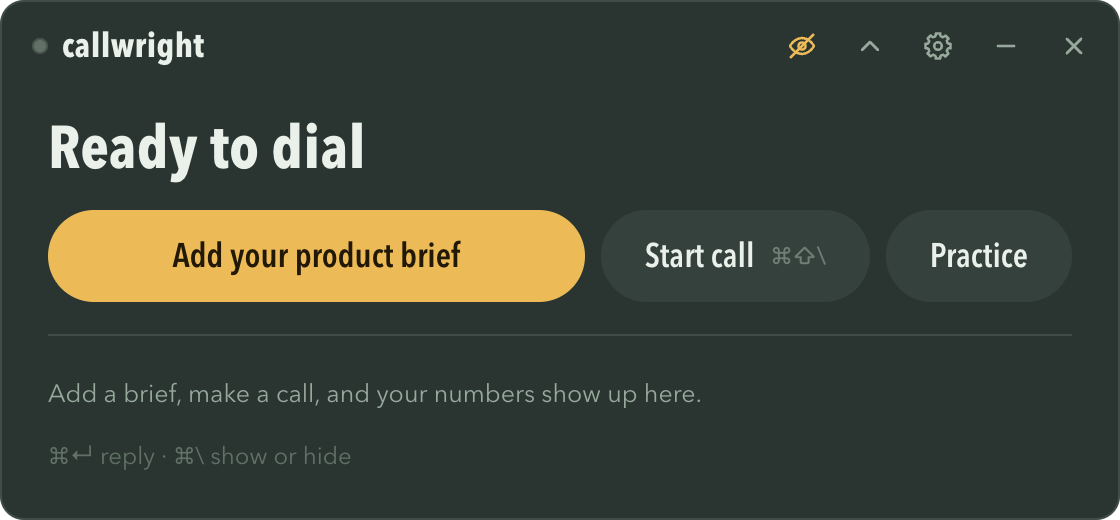 callwright
Ready to dial
Add your product brief
Start call ⌘⇧\
Practice
Add a brief, make a call, and your numbers show up here.
⌘↵ reply · ⌘\ show or hide